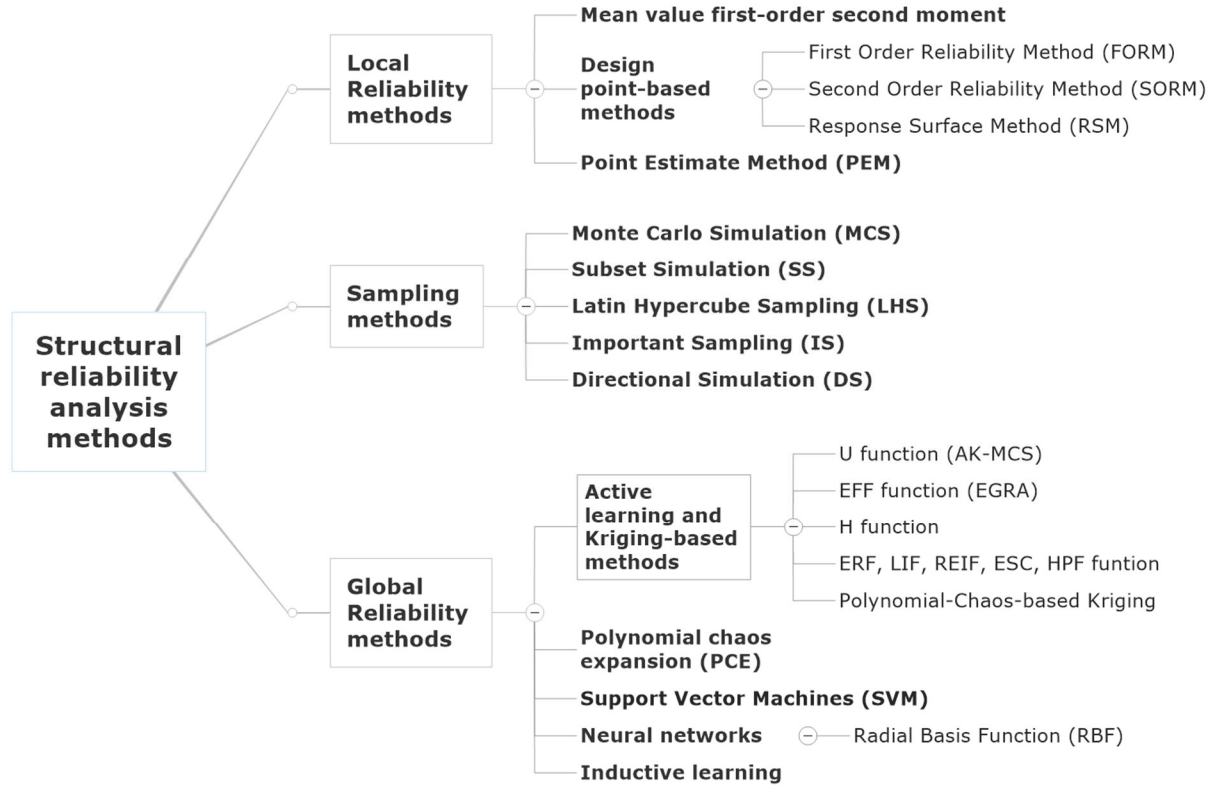 Structural
reliability
analysis
methods
Local
Reliability
methods
Mean value first-order second moment
Design
point-based
methods
First Order Reliability Method (FORM)
Second Order Reliability Method (SORM)
Response Surface Method (RSM)
Point Estimate Method (PEM)
Sampling
methods
Monte Carlo Simulation (MCS)
Subset Simulation (SS)
Latin Hypercube Sampling (LHS)
Important Sampling (IS)
Directional Simulation (DS)
Global
Reliability
methods
Active
learning and
Kriging-based
methods
U function (AK-MCS)
EFF function (EGRA)
H function
ERF, LIF, REIF, ESC, HPF funtion
Polynomial-Chaos-based Kriging
Polynomial chaos
expansion (PCE)
Support Vector Machines (SVM)
Neural networks
Radial Basis Function (RBF)
Inductive learning